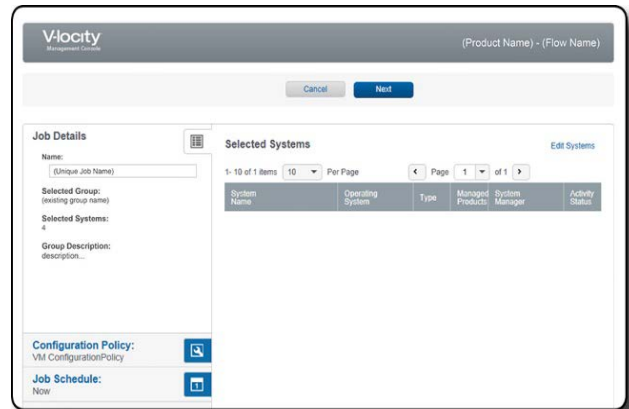 V-locity
Management Console
(Product Name) - (Flow Name)
Cancel Next
Job Details
Name:
(Unique Job Name)
Selected Group:
(existing group name)
Selected Systems:
4
Group Description:
description...
Configuration Policy:
VM ConfigurationPolicy
Job Schedule:
Now
1
Selected Systems Edit Systems
1- 10 of 1 items 10 Per Page Page 1 of 1
System Name Operating System Type Managed Products System Manager Activity Status